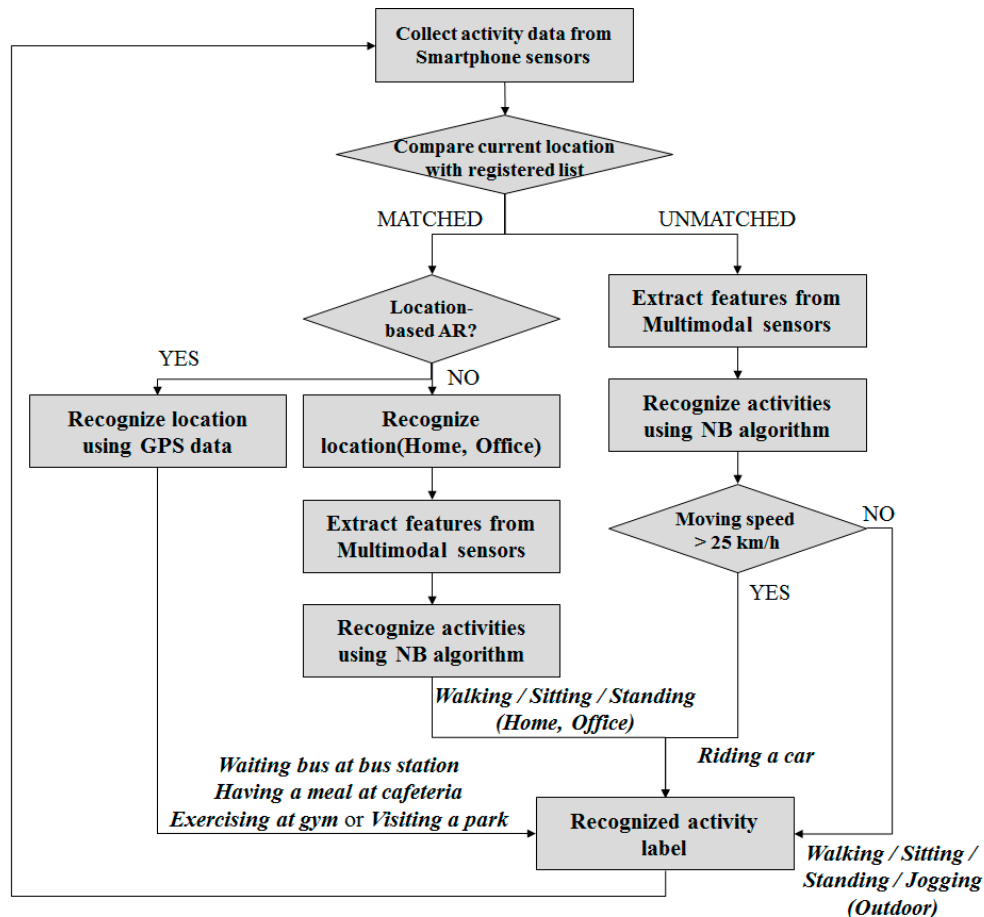 Collect activity data from
Smartphone sensors
Compare current location
with registered list
MATCHED
UNMATCHED
Location-
based AR?
Extract features from
Multimodal sensors
YES
NO
Recognize location
using GPS data
Recognize
location(Home, Office)
Recognize activities
using NB algorithm
Extract features from
Multimodal sensors
Moving speed
> 25 km/h
NO
YES
Recognize activities
using NB algorithm
Walking / Sitting / Standing
(Home, Office)
Riding a car
Waiting bus at bus station
Having a meal at cafeteria
Exercising at gym or Visiting a park
Recognized activity
label
Walking / Sitting /
Standing / Jogging
(Outdoor)